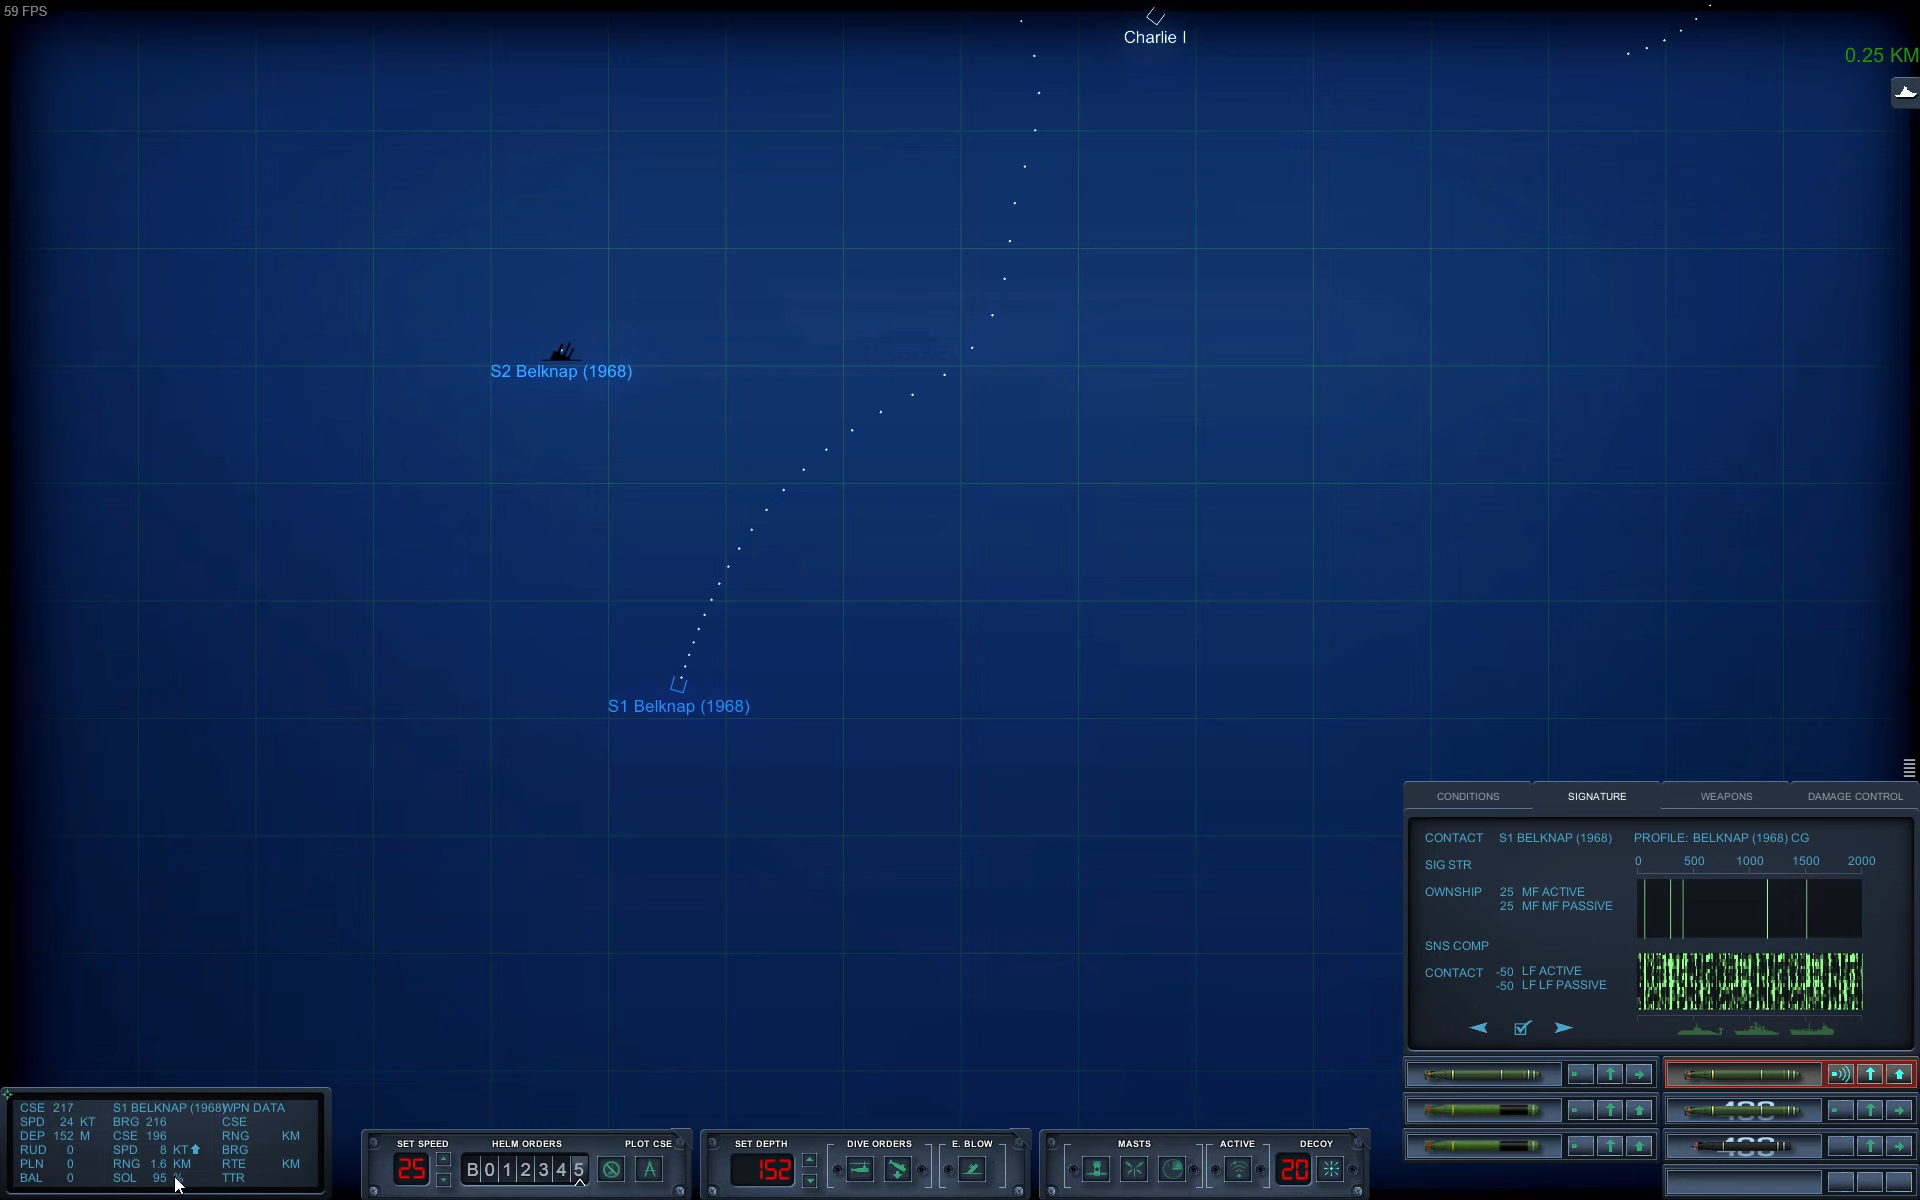 59 FPS
Charlie I
0.25 KM
S2 Belknap (1968)
S1 Belknap (1968)
CONDITIONS SIGNATURE WEAPONS DAMAGE CONTROL
CONTACT S1 BELKNAP (1968) PROFILE: BELKNAP (1968) CG
SIG STR 0 500 1000 1500 2000
OWNSHIP 25 MF ACTIVE
25 MF MF PASSIVE
SNS COMP
CONTACT -50 LF ACTIVE
-50 LF LF PASSIVE
CSE 217 S1 BELKNAP (1968) WPN DATA
SPD 24 KT BRG 216 CSE
DEP 152 M CSE 196 RNG KM
RUD 0 SPD 8 KT BRG
PLN 0 RNG 1.6 KM RTE KM
BAL 0 SOL 95 TTR
SET SPEED HELM ORDERS PLOT CSE
25 B 0 1 2 3 4 5
SET DEPTH DIVE ORDERS E. BLOW
152
MASTS ACTIVE DECOY
20